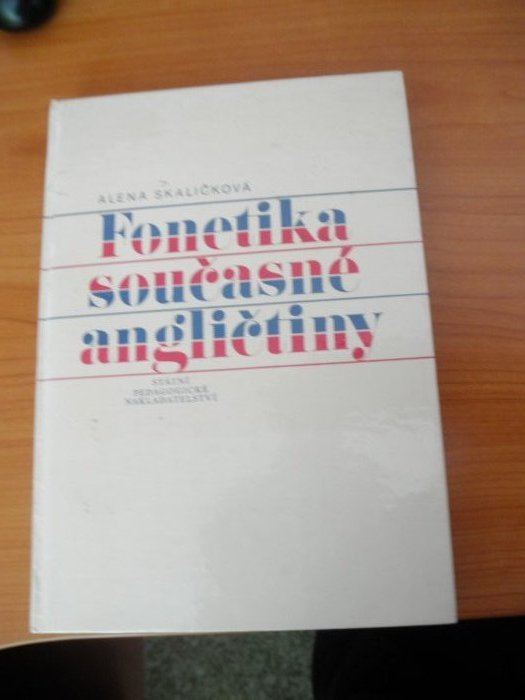 ALENA SKALIČKOVÁ
Fonetika
současné
angličtiny
STÁTNÍ
PEDAGOGICKÉ
NAKLADATELSTVÍ